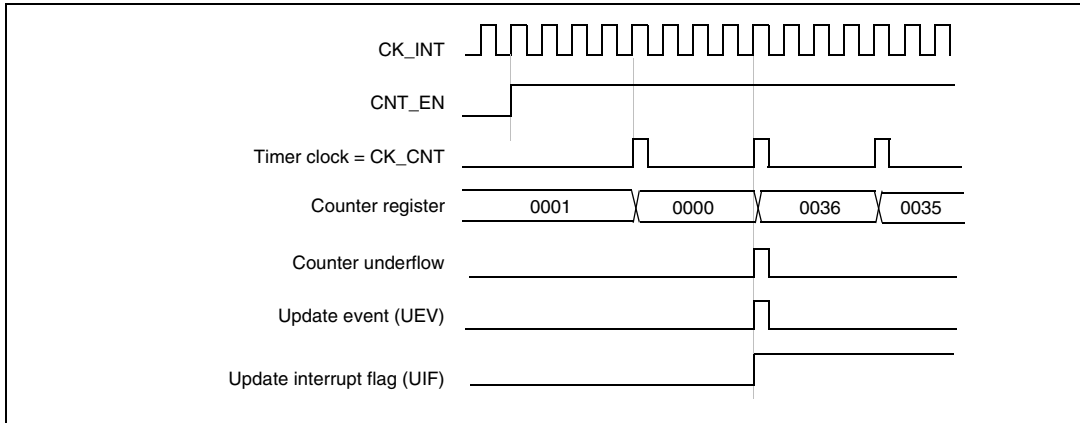 CK_INT
CNT_EN
Timer clock = CK_CNT
Counter register 0001 0000 0036 0035
Counter underflow
Update event (UEV)
Update interrupt flag (UIF)